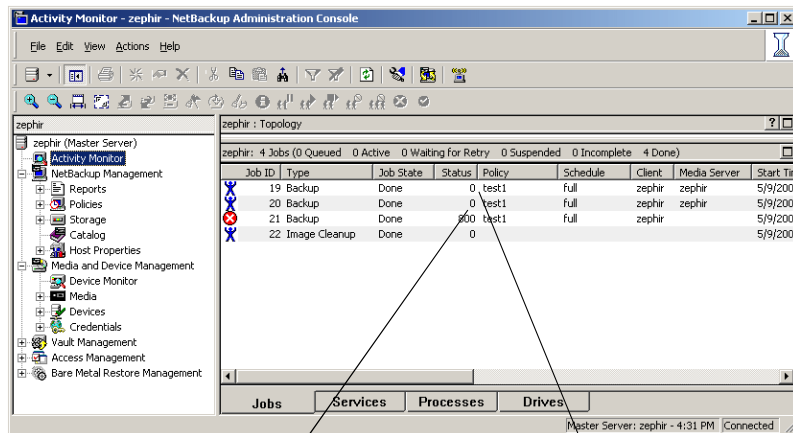 Activity Monitor - zephir - NetBackup Administration Console
File Edit View Actions Help
zephir
zephir : Topology
zephir (Master Server)
Activity Monitor
NetBackup Management
Reports
Policies
Storage
Catalog
Host Properties
Media and Device Management
Device Monitor
Media
Devices
Credentials
Vault Management
Access Management
Bare Metal Restore Management
zephir: 4 Jobs (0 Queued 0 Active 0 Waiting for Retry 0 Suspended 0 Incomplete 4 Done)
Job ID Type Job State Status Policy Schedule Client Media Server Start Tir
19 Backup Done 0 test1 full zephir zephir 5/9/200
20 Backup Done 0 test1 full zephir zephir 5/9/200
21 Backup Done 800 test1 full zephir 5/9/200
22 Image Cleanup Done 0 5/9/200
Jobs Services Processes Drives
Master Server: zephir - 4:31 PM Connected